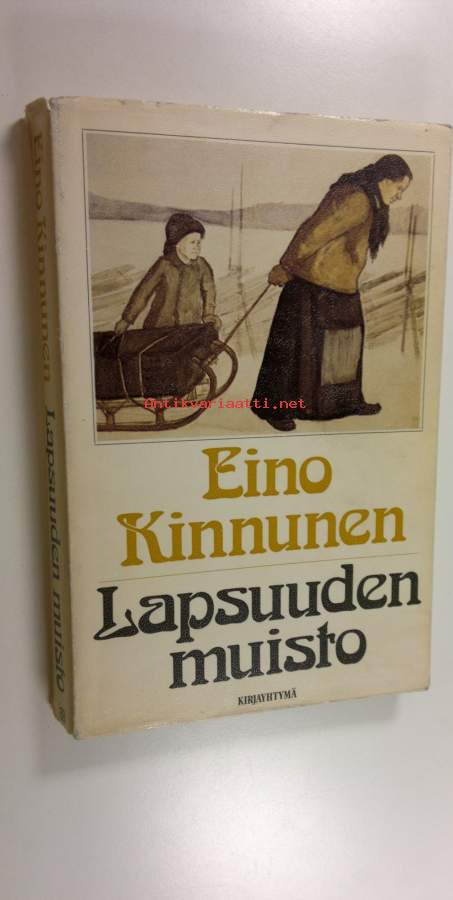 Eino Kinnunen Lapsuuden muisto
Antikvariaatti.net
Eino
Kinnunen
Lapsuuden
muisto
KIRJAYHTYMÄ